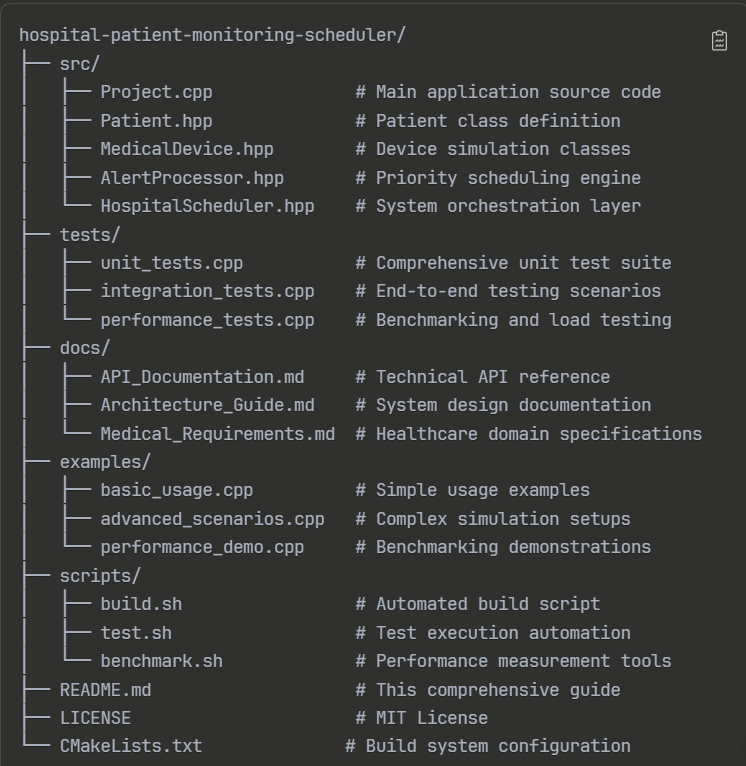 hospital-patient-monitoring-scheduler/
├── src/
│   ├── Project.cpp              # Main application source code
│   ├── Patient.hpp              # Patient class definition
│   ├── MedicalDevice.hpp        # Device simulation classes
│   ├── AlertProcessor.hpp       # Priority scheduling engine
│   └── HospitalScheduler.hpp    # System orchestration layer
├── tests/
│   ├── unit_tests.cpp           # Comprehensive unit test suite
│   ├── integration_tests.cpp    # End-to-end testing scenarios
│   └── performance_tests.cpp    # Benchmarking and load testing
├── docs/
│   ├── API_Documentation.md     # Technical API reference
│   ├── Architecture_Guide.md    # System design documentation
│   └── Medical_Requirements.md  # Healthcare domain specifications
├── examples/
│   ├── basic_usage.cpp          # Simple usage examples
│   ├── advanced_scenarios.cpp   # Complex simulation setups
│   └── performance_demo.cpp     # Benchmarking demonstrations
├── scripts/
│   ├── build.sh                 # Automated build script
│   ├── test.sh                  # Test execution automation
│   └── benchmark.sh             # Performance measurement tools
├── README.md                    # This comprehensive guide
├── LICENSE                      # MIT License
└── CMakeLists.txt              # Build system configuration